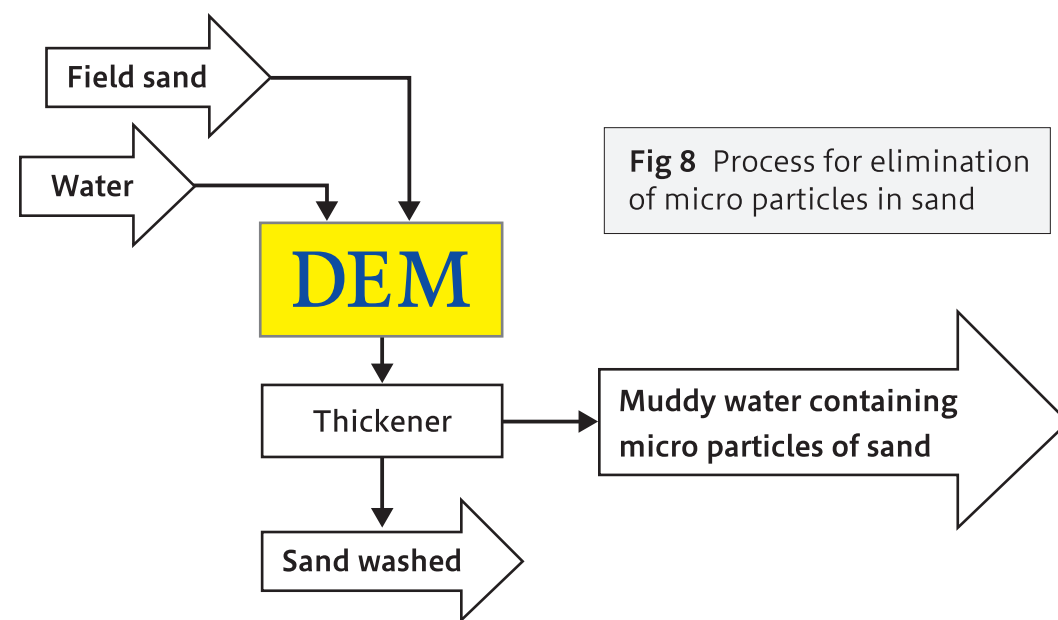 Field sand
Water
Fig 8 Process for elimination
of micro particles in sand
DEM
Thickener
Muddy water containing
micro particles of sand
Sand washed